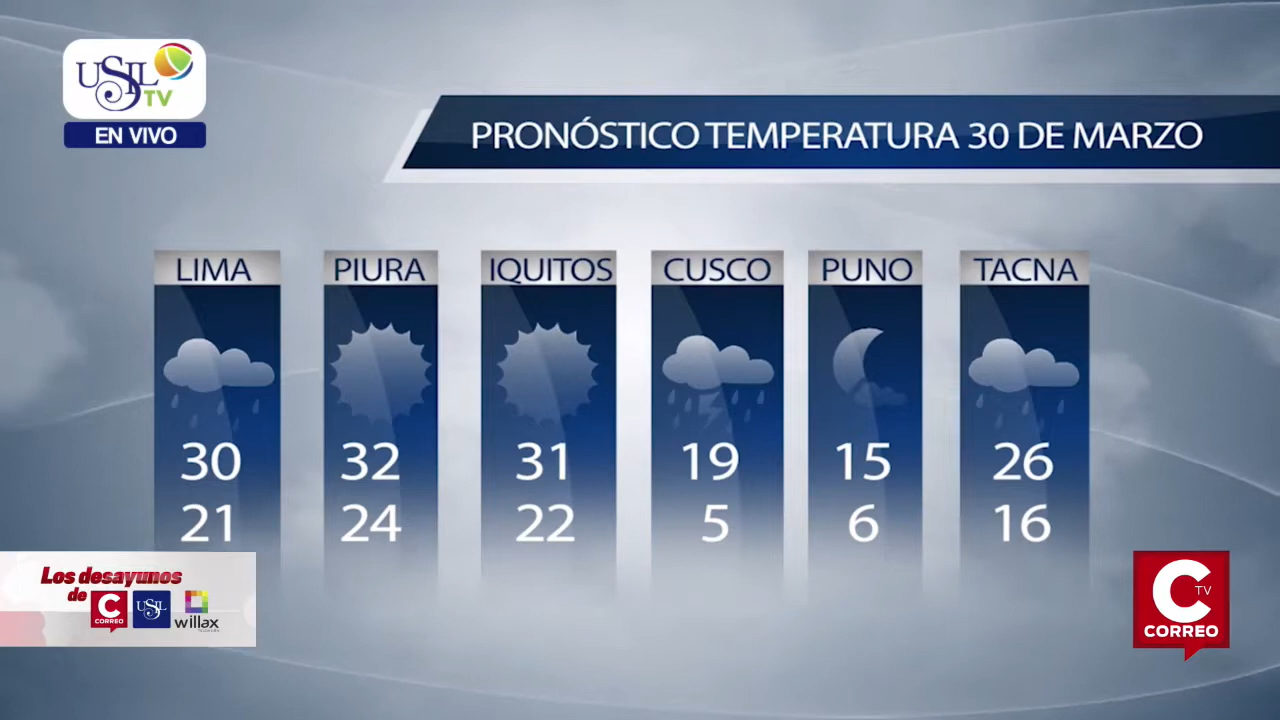 USIL
TV
EN VIVO
PRONÓSTICO TEMPERATURA 30 DE MARZO
LIMA
30
21
PIURA
32
24
IQUITOS
31
22
CUSCO
19
5
PUNO
15
6
TACNA
26
16
Los desayunos
de
C
CORREO
USIL
willax
TELEVISIÓN
C
TV
CORREO